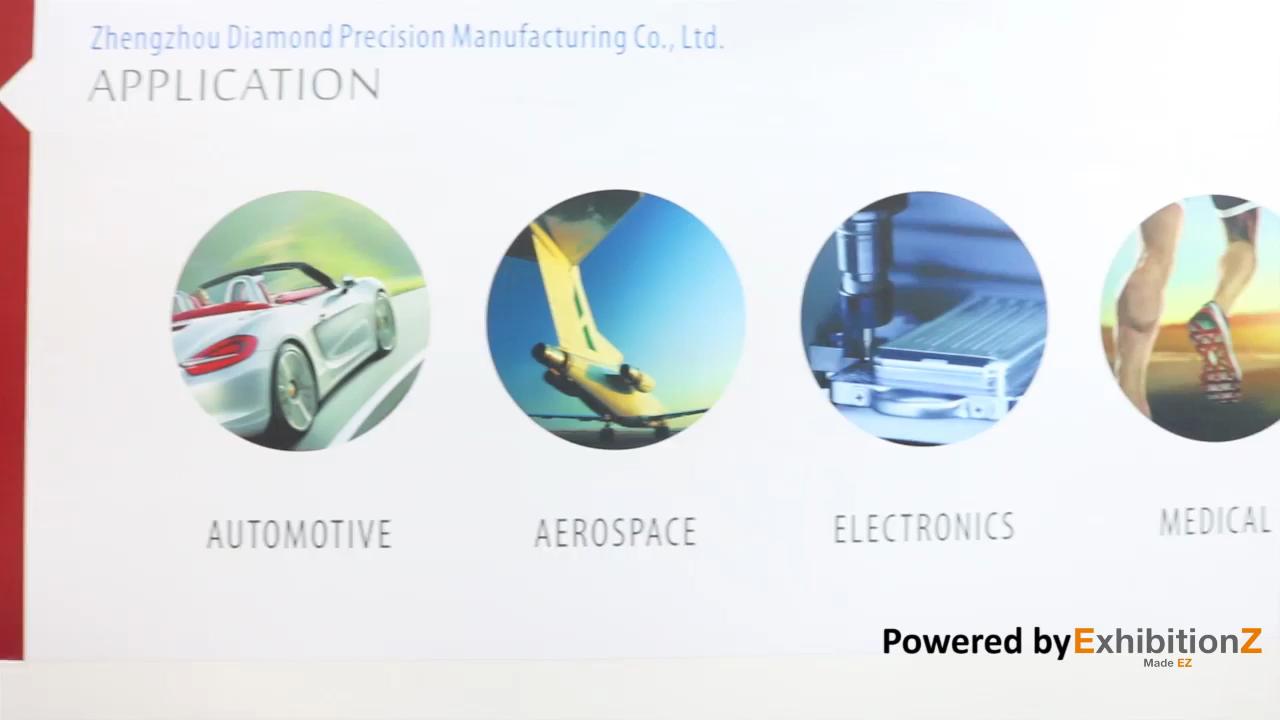 Zhengzhou Diamond Precision Manufacturing Co., Ltd.
APPLICATION
AUTOMOTIVE
AEROSPACE
ELECTRONICS
MEDICAL
Powered by ExhibitionZ
Made EZ